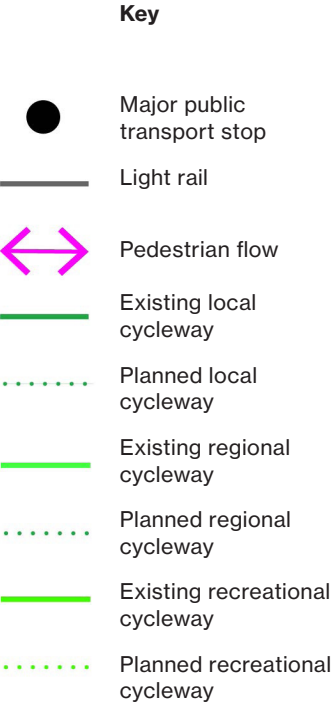 Key
Major public
transport stop
Light rail
Pedestrian flow
Existing local
cycleway
Planned local
cycleway
Existing regional
cycleway
Planned regional
cycleway
Existing recreational
cycleway
Planned recreational
cycleway